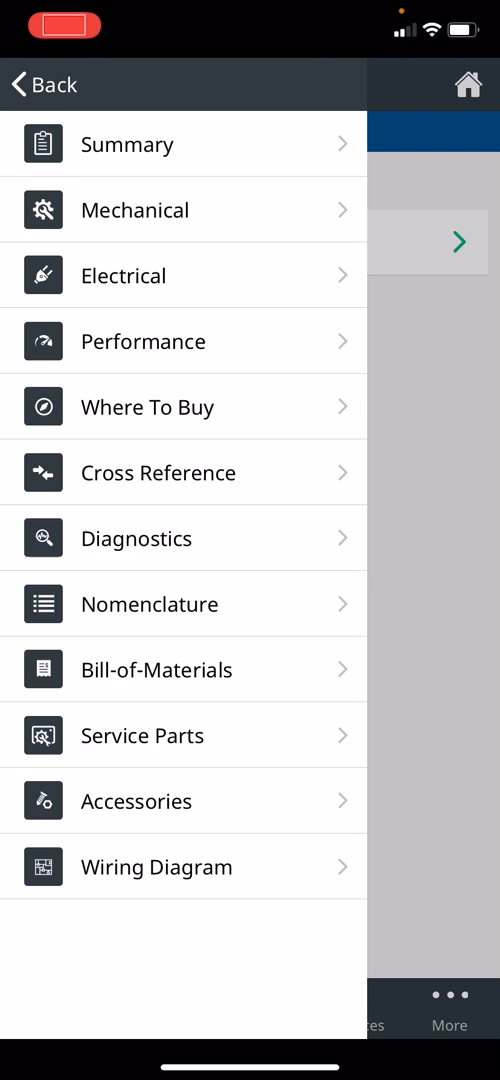 Back
Summary
Mechanical
Electrical
Performance
Where To Buy
Cross Reference
Diagnostics
Nomenclature
Bill-of-Materials
Service Parts
Accessories
Wiring Diagram
ces
More